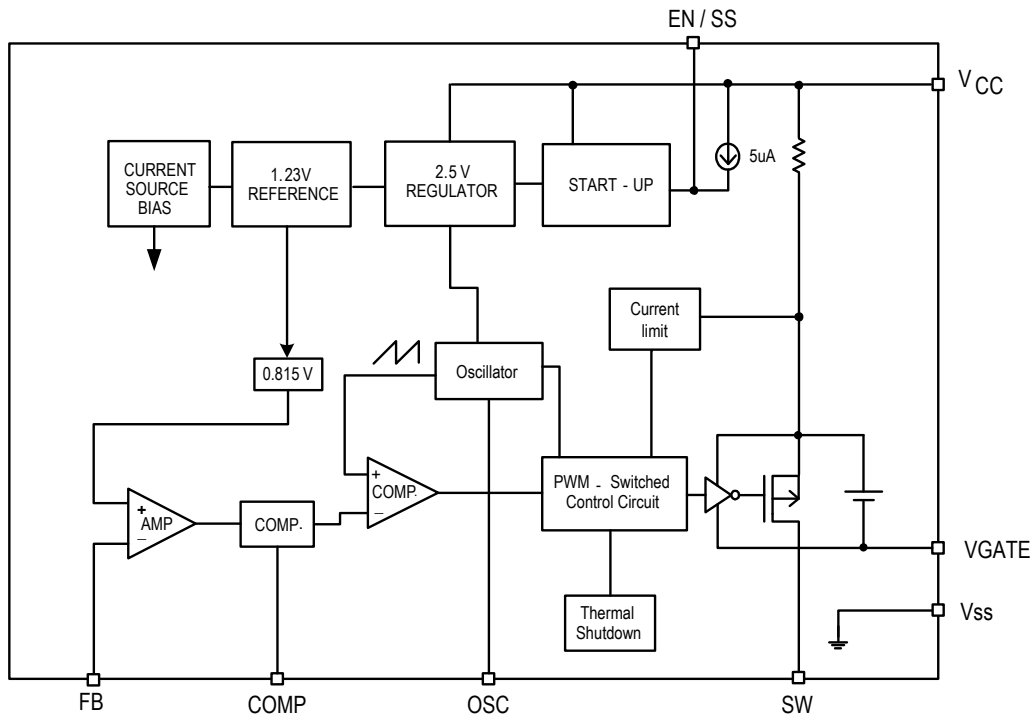 EN / SS
VCC
5uA
CURRENT
SOURCE
BIAS
1.23V
REFERENCE
2.5 V
REGULATOR
START - UP
Current
limit
0.815 V
Oscillator
+
AMP
–
COMP.
+
COMP.
–
PWM - Switched
Control Circuit
VGATE
Thermal
Shutdown
Vss
FB
COMP
OSC
SW